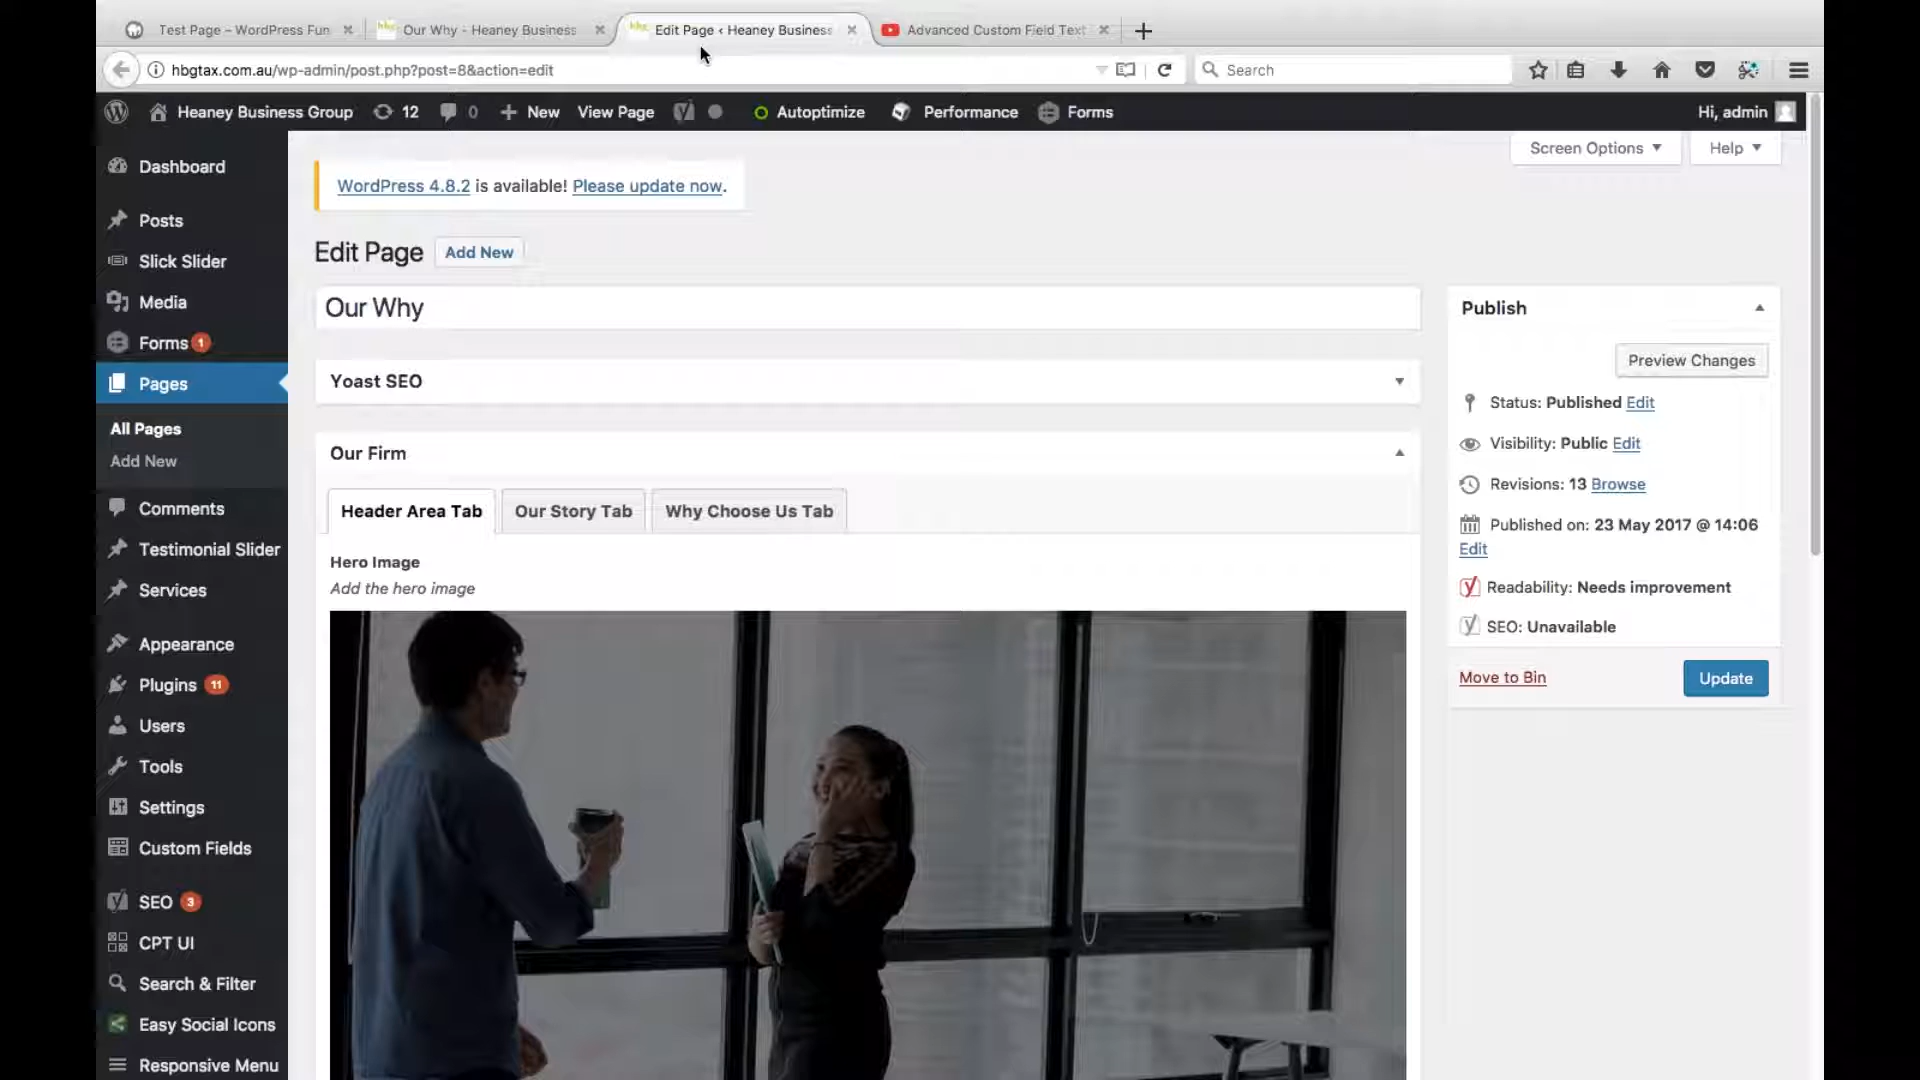 Test Page – WordPress Fun
Our Why - Heaney Business
Edit Page ‹ Heaney Business
Advanced Custom Field Text
hbgtax.com.au/wp-admin/post.php?post=8&action=edit
Search
Heaney Business Group
12
0
New
View Page
Autoptimize
Performance
Forms
Hi, admin
Screen Options
Help
WordPress 4.8.2 is available! Please update now.
Edit Page
Add New
Our Why
Yoast SEO
Our Firm
Header Area Tab
Our Story Tab
Why Choose Us Tab
Hero Image
Add the hero image
Publish
Preview Changes
Status: Published Edit
Visibility: Public Edit
Revisions: 13 Browse
Published on: 23 May 2017 @ 14:06
Edit
Readability: Needs improvement
SEO: Unavailable
Move to Bin
Update
Dashboard
Posts
Slick Slider
Media
Forms 1
Pages
All Pages
Add New
Comments
Testimonial Slider
Services
Appearance
Plugins 11
Users
Tools
Settings
Custom Fields
SEO 3
CPT UI
Search & Filter
Easy Social Icons
Responsive Menu